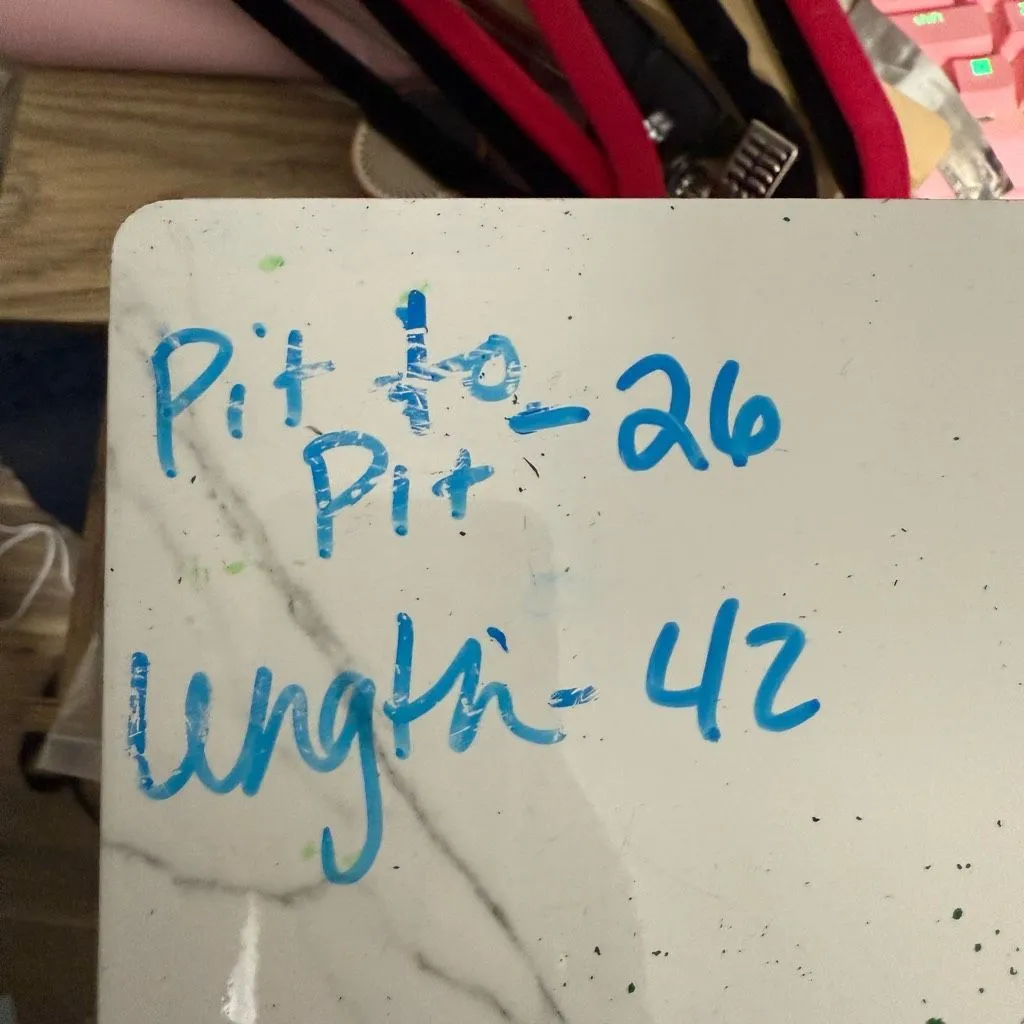 Pit to - 26
Pit
length - 42